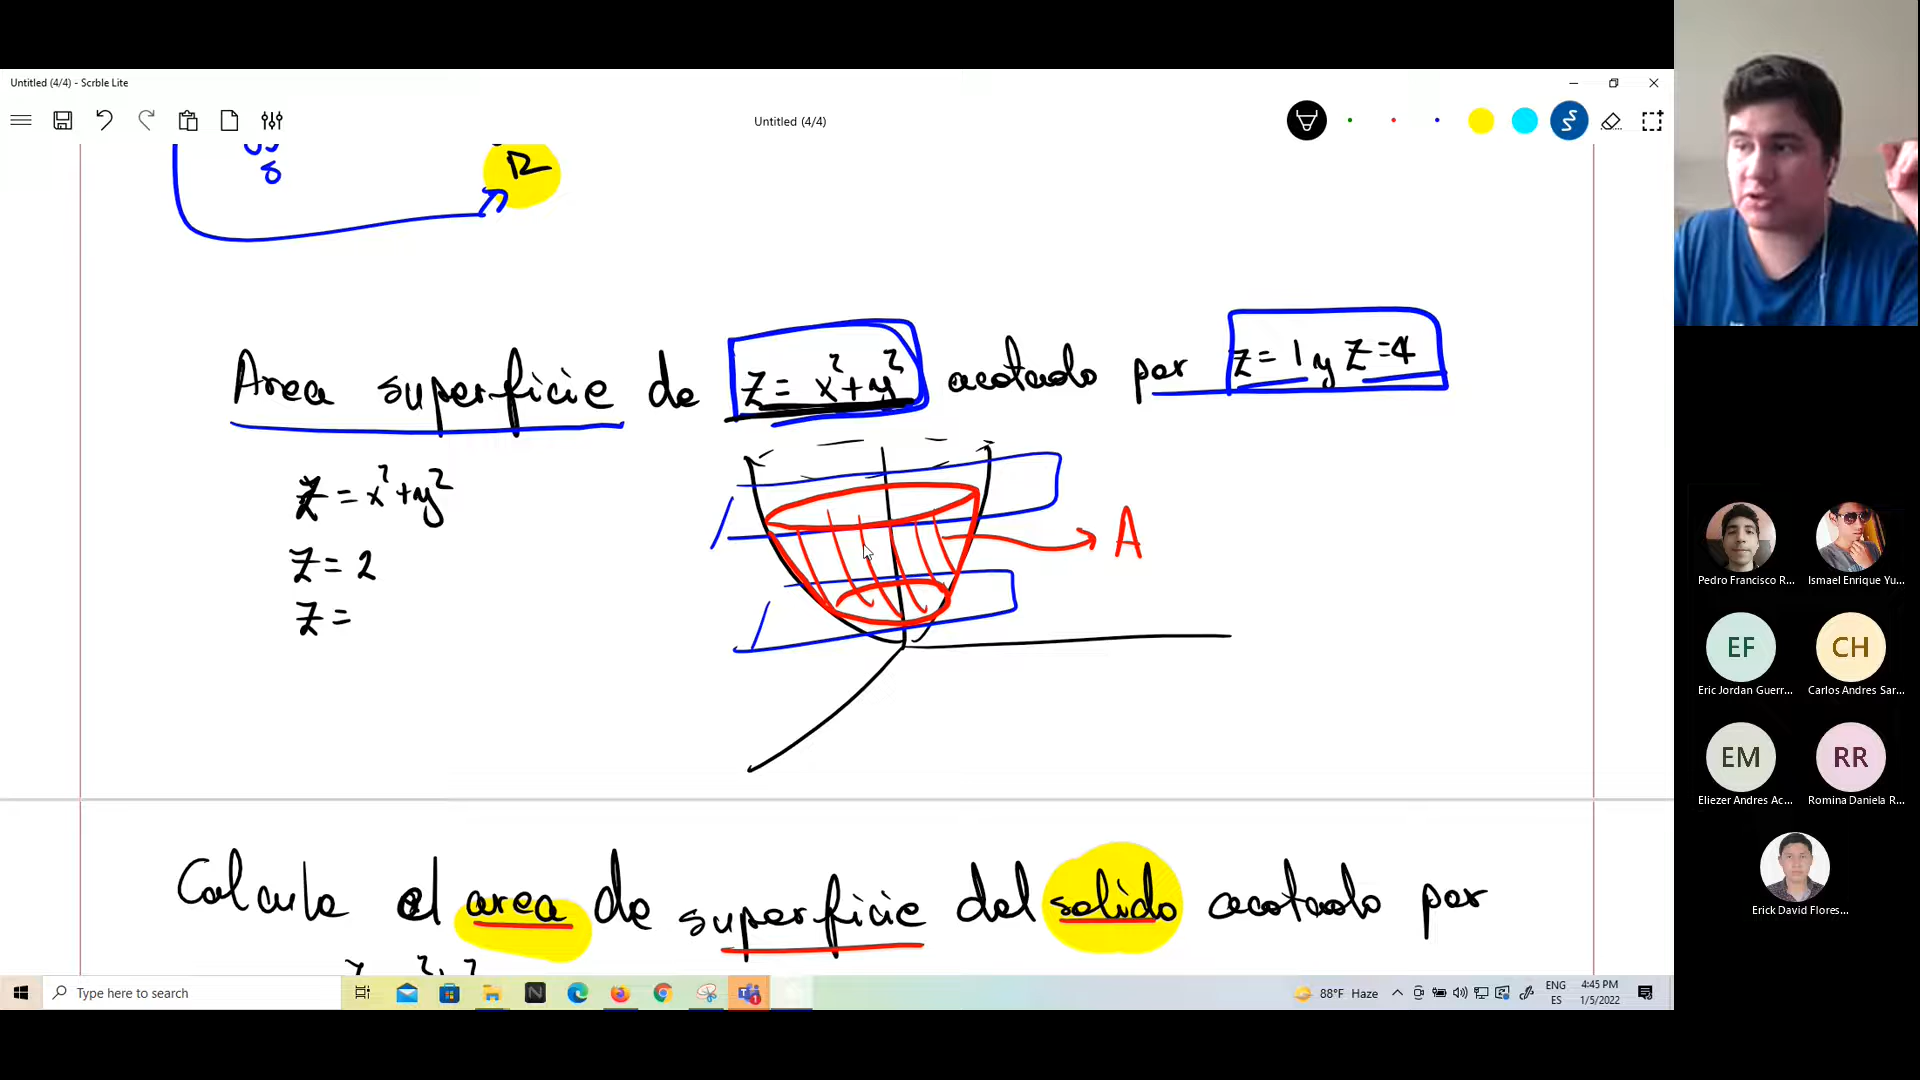 Untitled (4/4) - Scrble Lite
Untitled (4/4)
8
R
Area superficie de z = x²+y² acotado por z = 1 y z = 4
z = x²+y²
z = 2
z =
A
Calcula el area de superficie del solido acotado por
Pedro Francisco R...
Ismael Enrique Yu...
EF
CH
Eric Jordan Guerr...
Carlos Andres Sar...
EM
RR
Eliezer Andres Ac...
Romina Daniela R...
Erick David Flores...
Type here to search
88°F Haze
ENG
ES
4:45 PM
1/5/2022